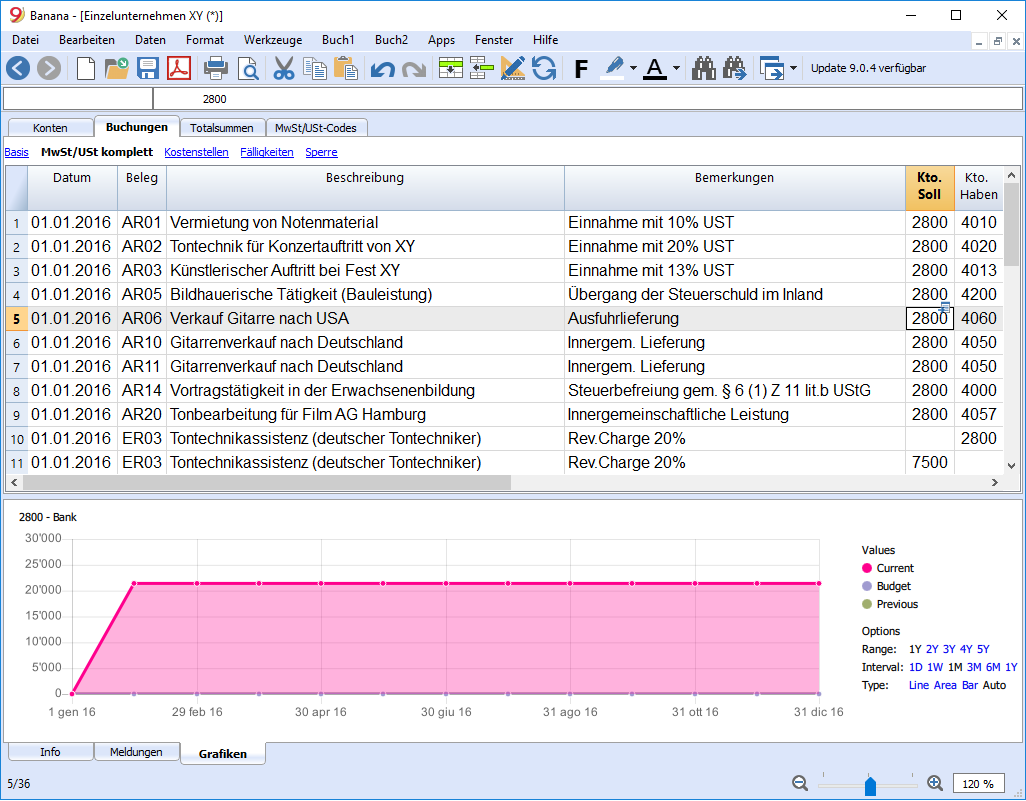 Banana - [Einzelunternehmen XY (*)]
Datei Bearbeiten Daten Format Werkzeuge Buch1 Buch2 Apps Fenster Hilfe
F A Update 9.0.4 verfügbar
2800
Konten Buchungen Totalsummen MwSt/USt-Codes
Basis MwSt/USt komplett Kostenstellen Fälligkeiten Sperre
Datum Beleg Beschreibung Bemerkungen Kto. Soll Kto. Haben
1 01.01.2016 AR01 Vermietung von Notenmaterial Einnahme mit 10% UST 2800 4010
2 01.01.2016 AR02 Tontechnik für Konzertauftritt von XY Einnahme mit 20% UST 2800 4020
3 01.01.2016 AR03 Künstlerischer Auftritt bei Fest XY Einnahme mit 13% UST 2800 4013
4 01.01.2016 AR05 Bildhauerische Tätigkeit (Bauleistung) Übergang der Steuerschuld im Inland 2800 4200
5 01.01.2016 AR06 Verkauf Gitarre nach USA Ausfuhrlieferung 2800 4060
6 01.01.2016 AR10 Gitarrenverkauf nach Deutschland Innergem. Lieferung 2800 4050
7 01.01.2016 AR11 Gitarrenverkauf nach Deutschland Innergem. Lieferung 2800 4050
8 01.01.2016 AR14 Vortragstätigkeit in der Erwachsenenbildung Steuerbefreiung gem. § 6 (1) Z 11 lit.b UStG 2800 4000
9 01.01.2016 AR20 Tonbearbeitung für Film AG Hamburg Innergemeinschaftliche Leistung 2800 4057
10 01.01.2016 ER03 Tontechnikassistenz (deutscher Tontechniker) Rev.Charge 20% 2800
11 01.01.2016 ER03 Tontechnikassistenz (deutscher Tontechniker) Rev.Charge 20% 7500
2800 - Bank
30'000
25'000
20'000
15'000
10'000
5'000
0
1 gen 16 29 feb 16 30 apr 16 30 giu 16 31 ago 16 31 ott 16 31 dic 16
Values
Current
Budget
Previous
Options
Range: 1Y 2Y 3Y 4Y 5Y
Interval: 1D 1W 1M 3M 6M 1Y
Type: Line Area Bar Auto
Info Meldungen Grafiken
5/36 120 %